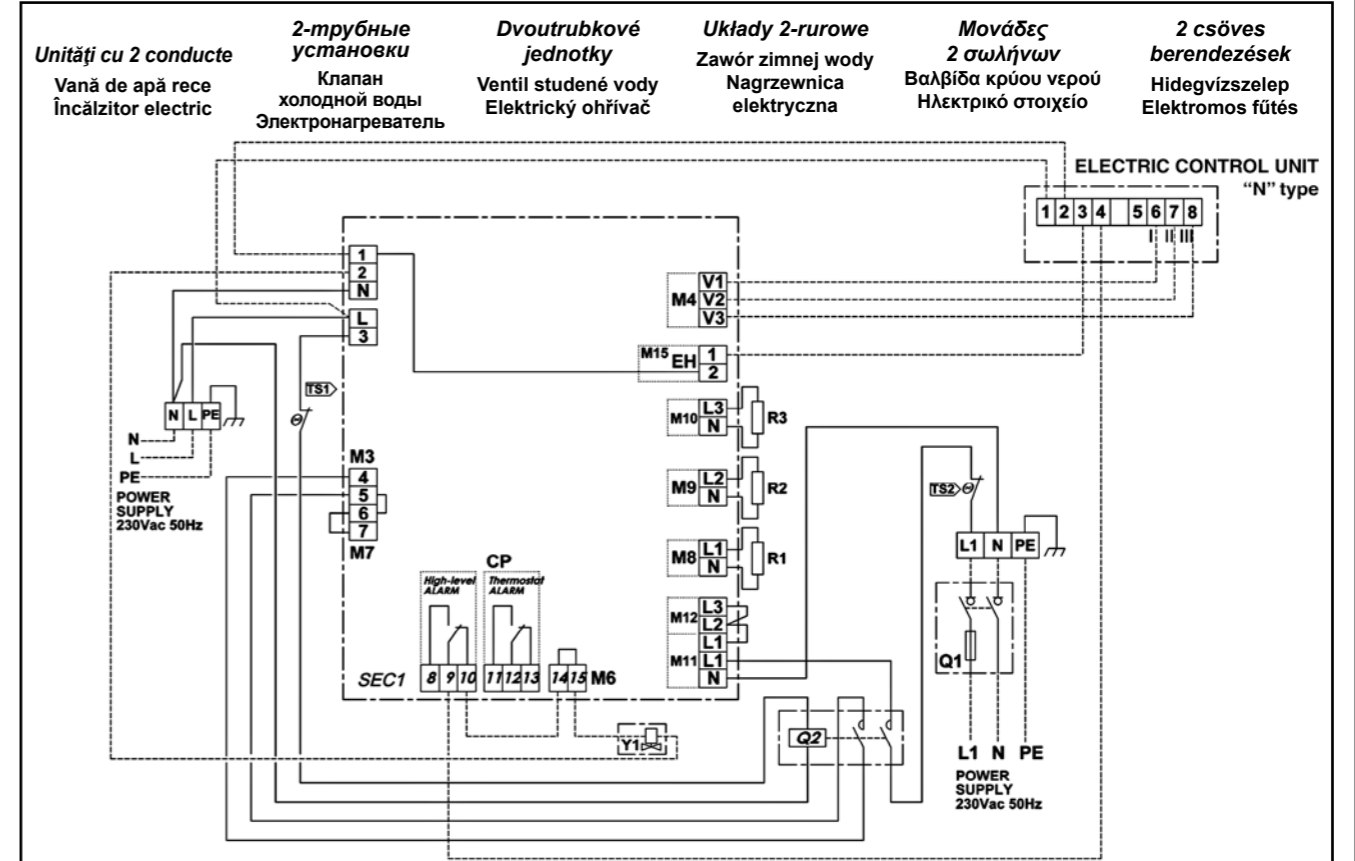 Unităţi cu 2 conducte
Vană de apă rece
Încălzitor electric
2-трубные
установки
Клапан
холодной воды
Электронагреватель
Dvoutrubkové
jednotky
Ventil studené vody
Elektrický ohřívač
Układy 2-rurowe
Zawór zimnej wody
Nagrzewnica
elektryczna
Μονάδες
2 σωλήνων
Βαλβίδα κρύου νερού
Ηλεκτρικό στοιχείο
2 csöves
berendezések
Hidegvízszelep
Elektromos fűtés
ELECTRIC CONTROL UNIT
“N” type
1 2 3 4 5 6 7 8
I II III
1
2
N
L
3
TS1
N L PE
N
L
PE
POWER
SUPPLY
230Vac 50Hz
M3
4
5
6
7
M7
M4
V1
V2
V3
M15
EH
1
2
M10
L3
N
R3
M9
L2
N
R2
M8
L1
N
R1
M12
L3
L2
L1
M11
L1
N
CP
High-level
ALARM
Thermostat
ALARM
SEC1
8 9 10
11 12 13
14 15
M6
Y1
Q2
TS2
L1 N PE
Q1
L1 N PE
POWER
SUPPLY
230Vac 50Hz